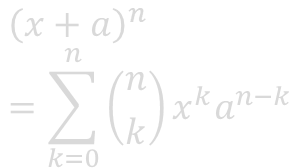 (x + a)^n
= \sum_{k=0}^{n} \binom{n}{k} x^k a^{n-k}